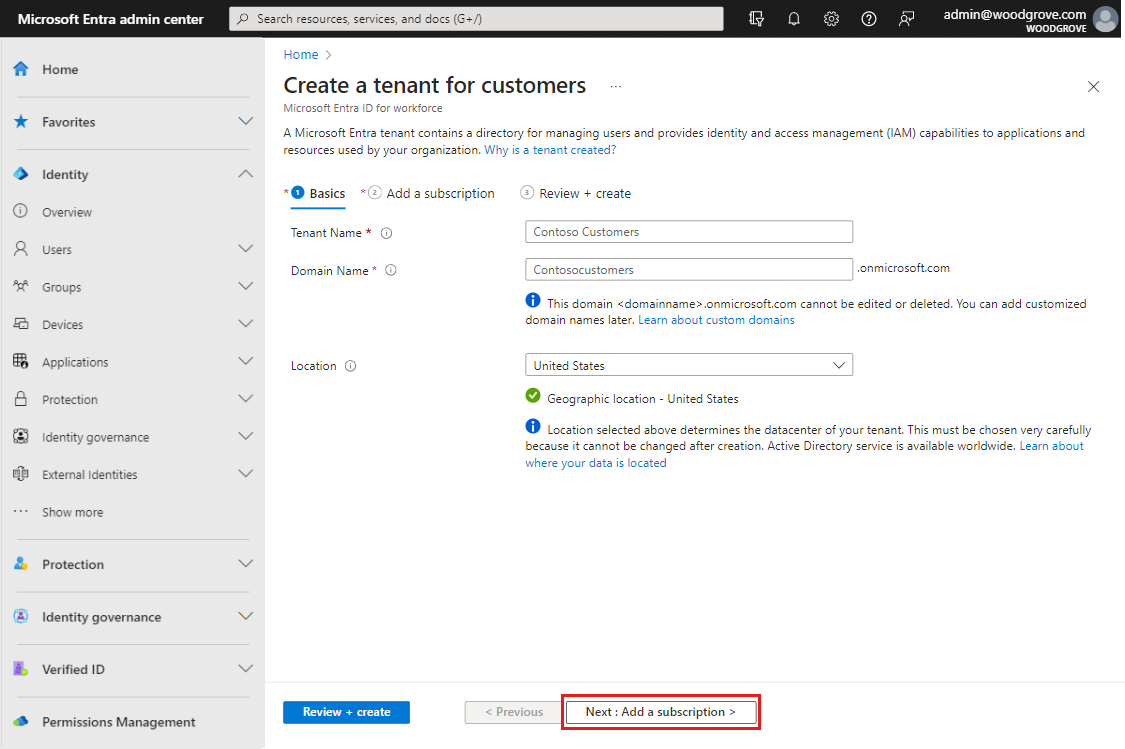 Microsoft Entra admin center
Search resources, services, and docs (G+/)
admin@woodgrove.com
WOODGROVE
Home
Favorites
Identity
Overview
Users
Groups
Devices
Applications
Protection
Identity governance
External Identities
Show more
Protection
Identity governance
Verified ID
Permissions Management
Home >
Create a tenant for customers ...
Microsoft Entra ID for workforce
A Microsoft Entra tenant contains a directory for managing users and provides identity and access management (IAM) capabilities to applications and
resources used by your organization. Why is a tenant created?
* 1 Basics * 2 Add a subscription 3 Review + create
Tenant Name * Contoso Customers
Domain Name * Contosocustomers .onmicrosoft.com
This domain <domainname>.onmicrosoft.com cannot be edited or deleted. You can add customized
domain names later. Learn about custom domains
Location United States
Geographic location - United States
Location selected above determines the datacenter of your tenant. This must be chosen very carefully
because it cannot be changed after creation. Active Directory service is available worldwide. Learn about
where your data is located
Review + create < Previous Next : Add a subscription >